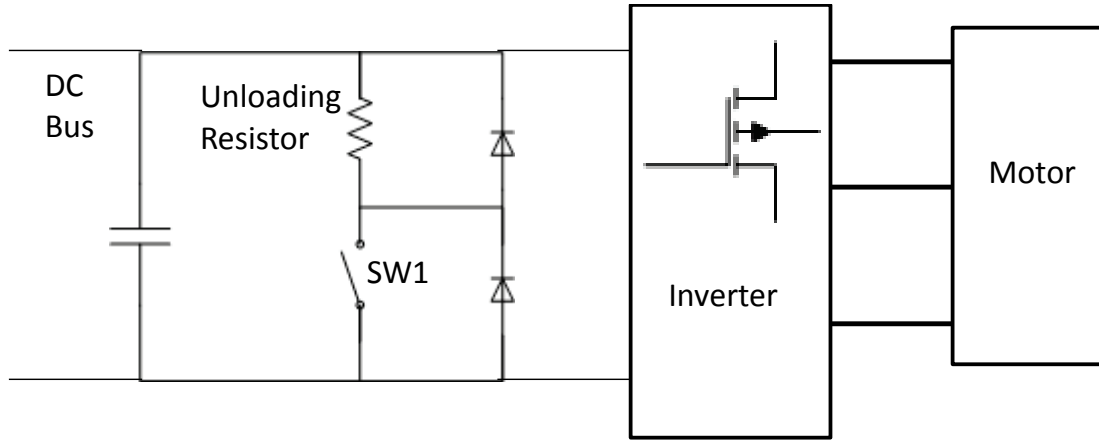 DC
Bus
Unloading
Resistor
SW1
Inverter
Motor